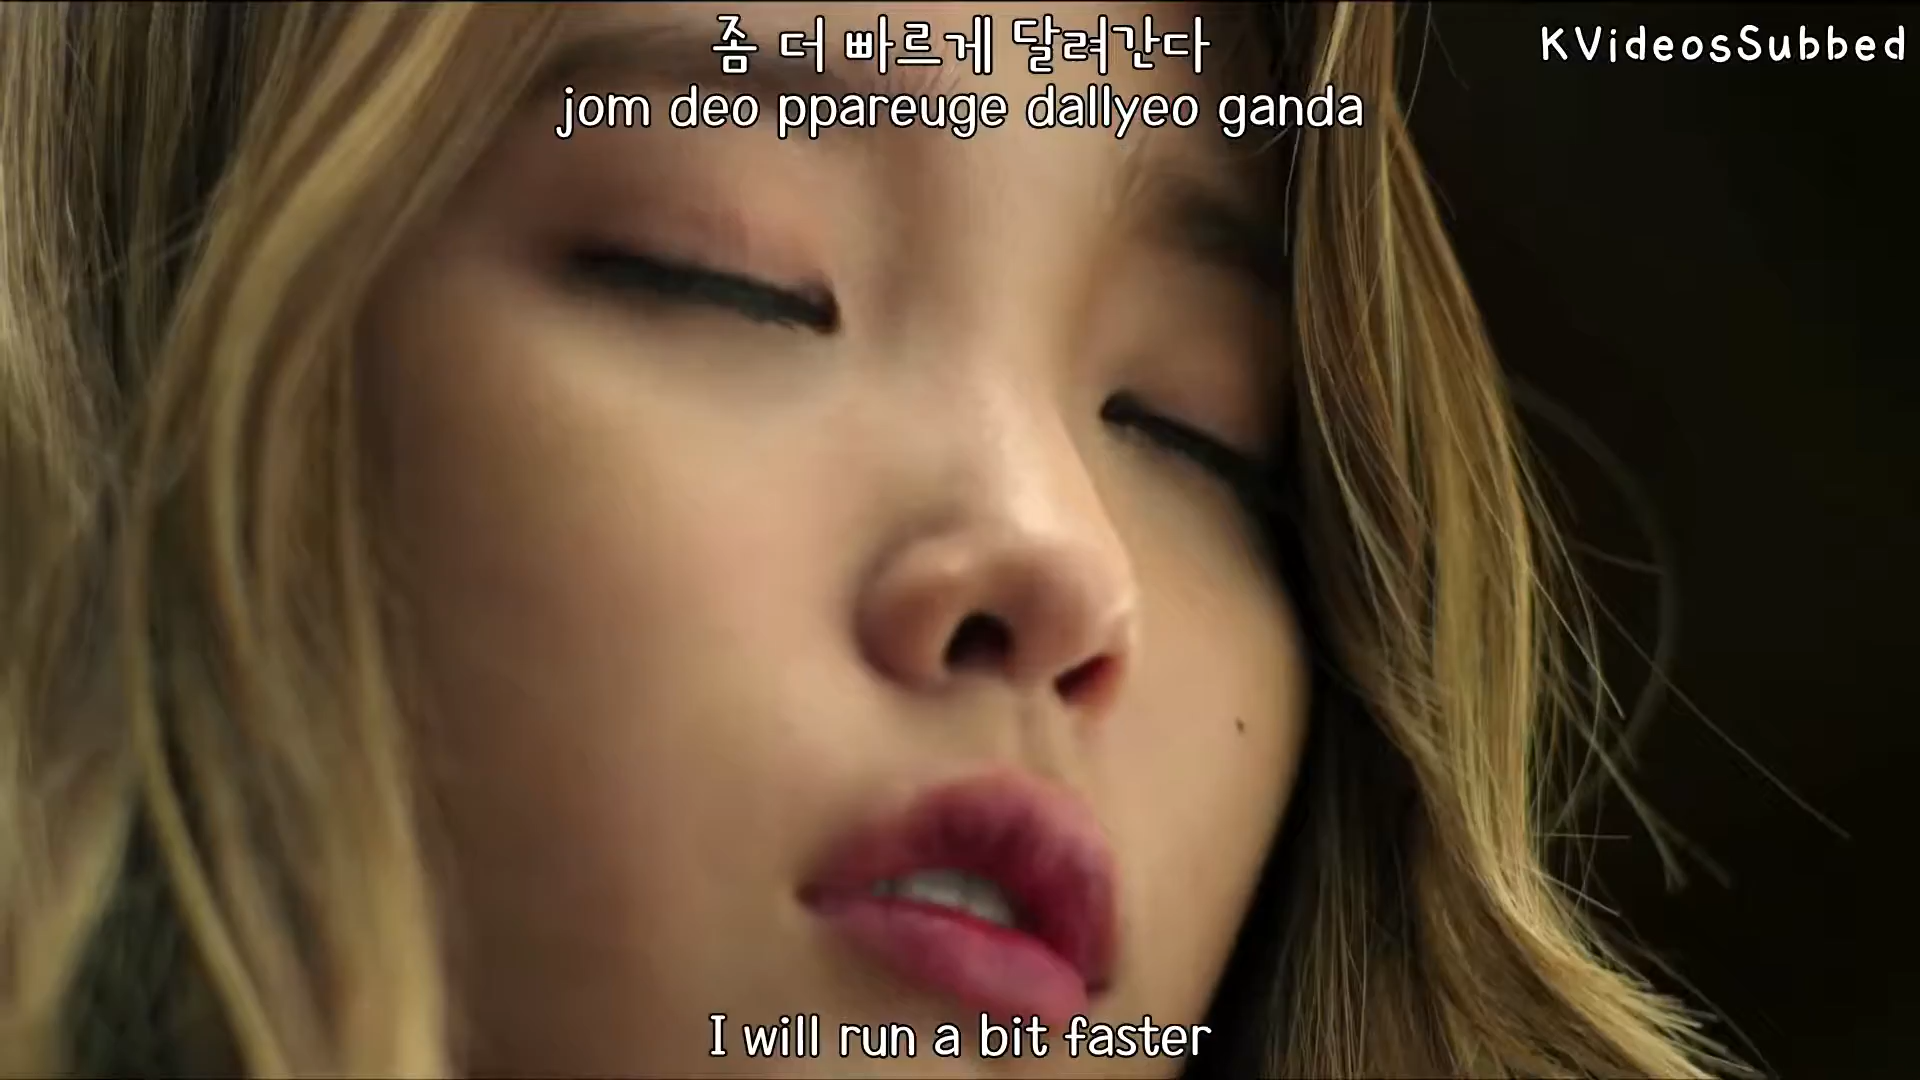 좀 더 빠르게 달려간다
KVideosSubbed
jom deo ppareuge dallyeo ganda
I will run a bit faster